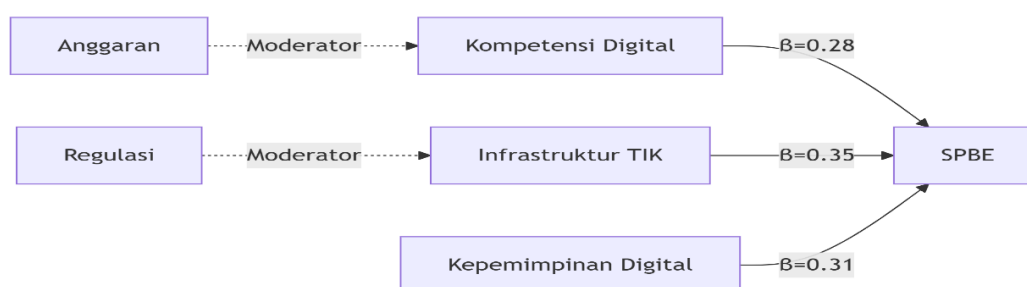 Anggaran
Moderator
Kompetensi Digital
ß=0.28
Regulasi
Moderator
Infrastruktur TIK
ß=0.35
SPBE
Kepemimpinan Digital
ß=0.31